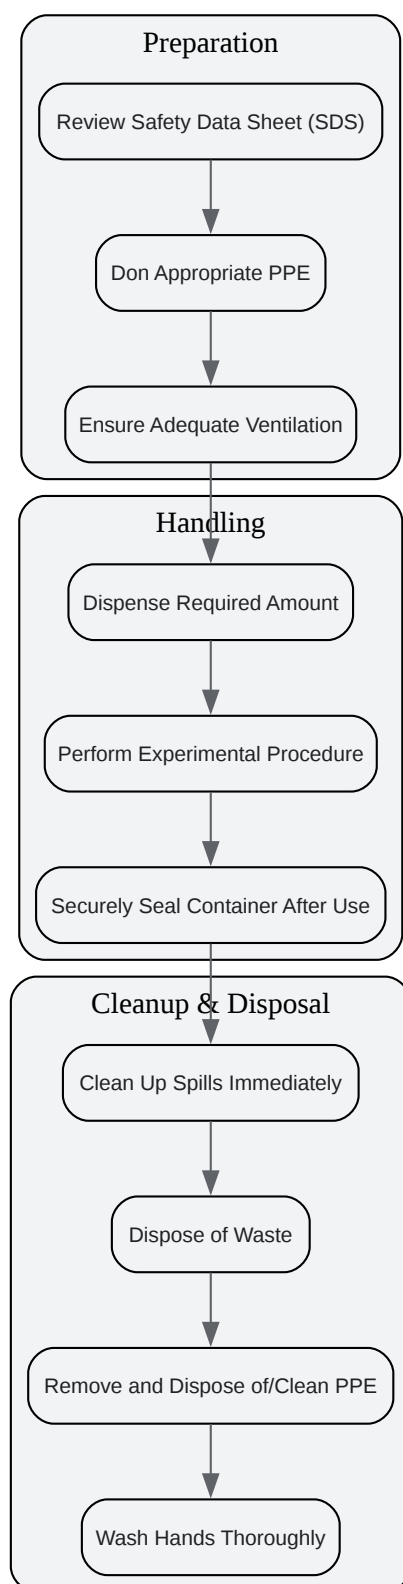 Preparation
Review Safety Data Sheet (SDS)
Don Appropriate PPE
Ensure Adequate Ventilation
Handling
Dispense Required Amount
Perform Experimental Procedure
Securely Seal Container After Use
Cleanup & Disposal
Clean Up Spills Immediately
Dispose of Waste
Remove and Dispose of/Clean PPE
Wash Hands Thoroughly